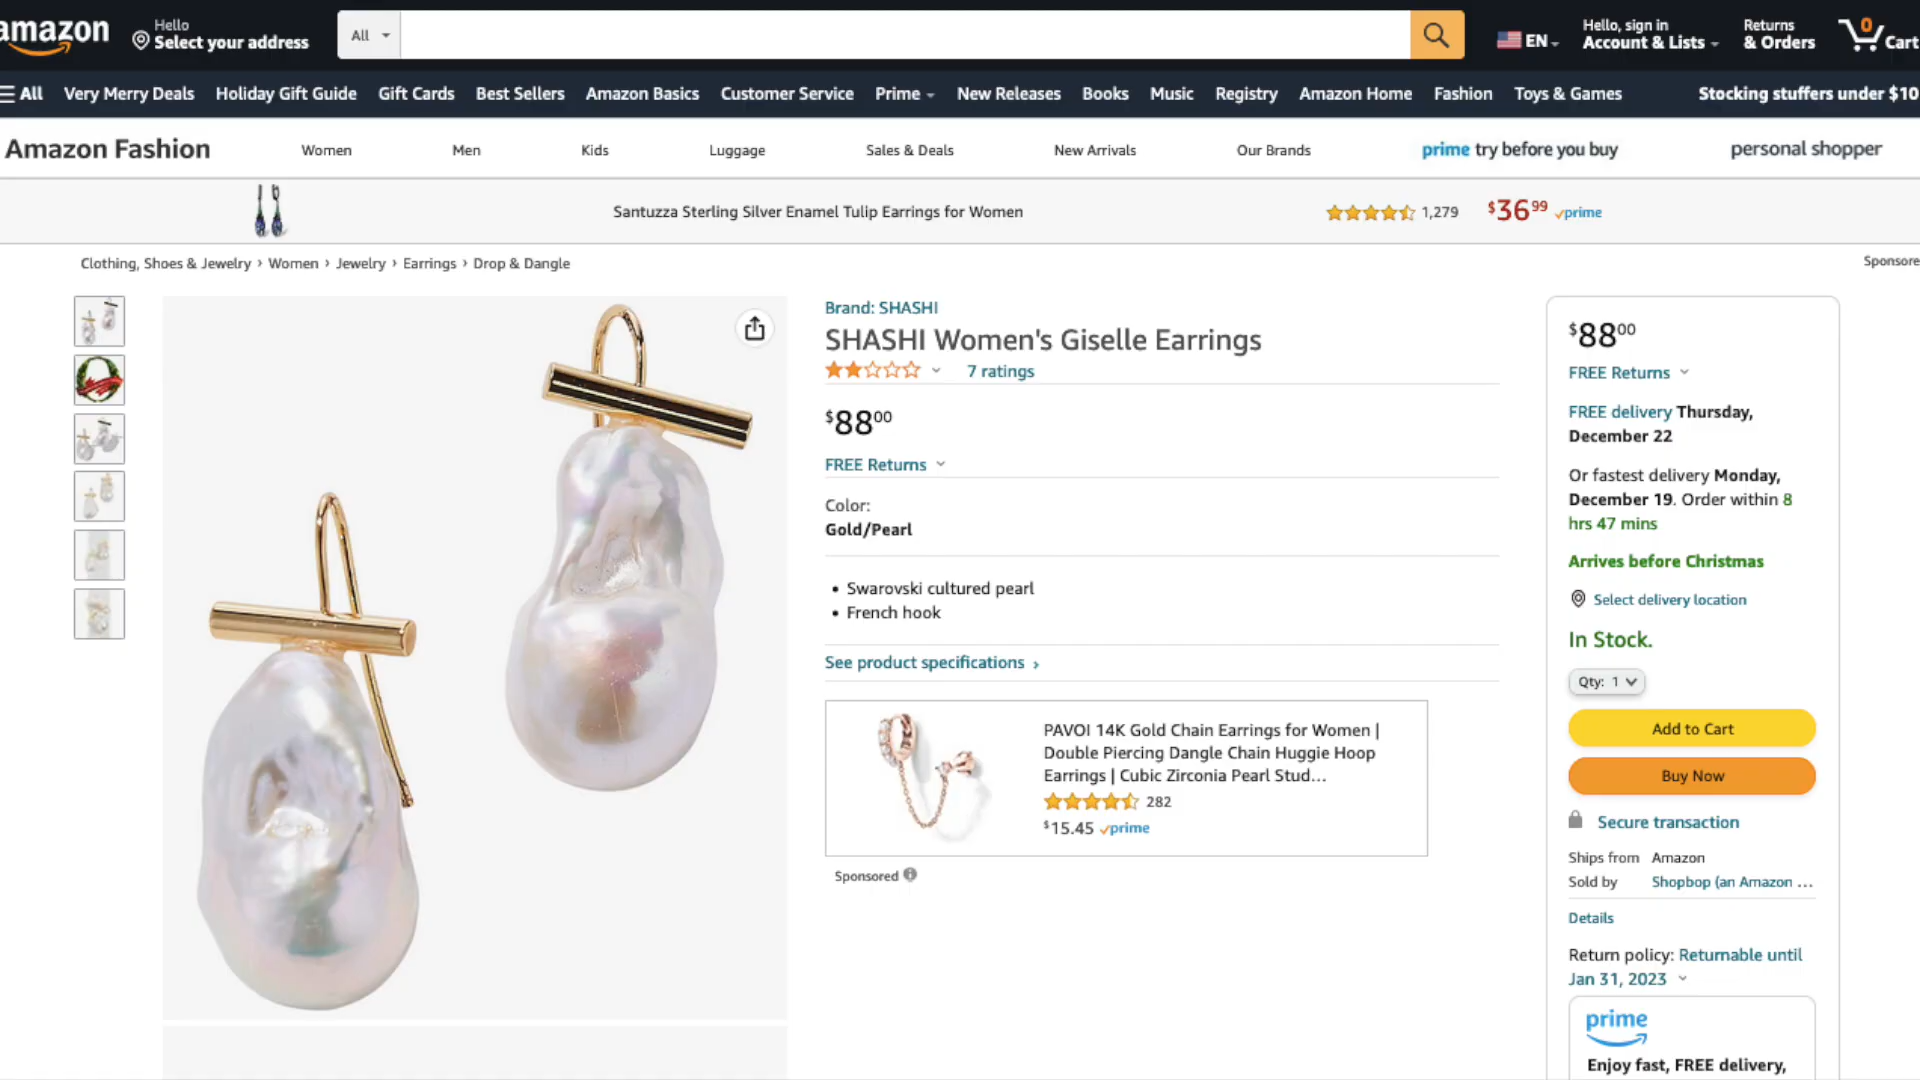 amazon
Hello
Select your address
All
EN
Hello, sign in
Account & Lists
Returns
& Orders
0
Cart
All
Very Merry Deals
Holiday Gift Guide
Gift Cards
Best Sellers
Amazon Basics
Customer Service
Prime
New Releases
Books
Music
Registry
Amazon Home
Fashion
Toys & Games
Stocking stuffers under $10
Amazon Fashion
Women
Men
Kids
Luggage
Sales & Deals
New Arrivals
Our Brands
prime try before you buy
personal shopper
Santuzza Sterling Silver Enamel Tulip Earrings for Women
1,279
$36.99 prime
Clothing, Shoes & Jewelry › Women › Jewelry › Earrings › Drop & Dangle
Sponsore
Brand: SHASHI
SHASHI Women's Giselle Earrings
7 ratings
$88.00
FREE Returns
Color:
Gold/Pearl
• Swarovski cultured pearl
• French hook
See product specifications ›
PAVOI 14K Gold Chain Earrings for Women |
Double Piercing Dangle Chain Huggie Hoop
Earrings | Cubic Zirconia Pearl Stud...
282
$15.45 prime
Sponsored
$88.00
FREE Returns
FREE delivery Thursday,
December 22
Or fastest delivery Monday,
December 19. Order within 8
hrs 47 mins
Arrives before Christmas
Select delivery location
In Stock.
Qty: 1
Add to Cart
Buy Now
Secure transaction
Ships from Amazon
Sold by Shopbop (an Amazon ...
Details
Return policy: Returnable until
Jan 31, 2023
prime
Enjoy fast, FREE delivery,